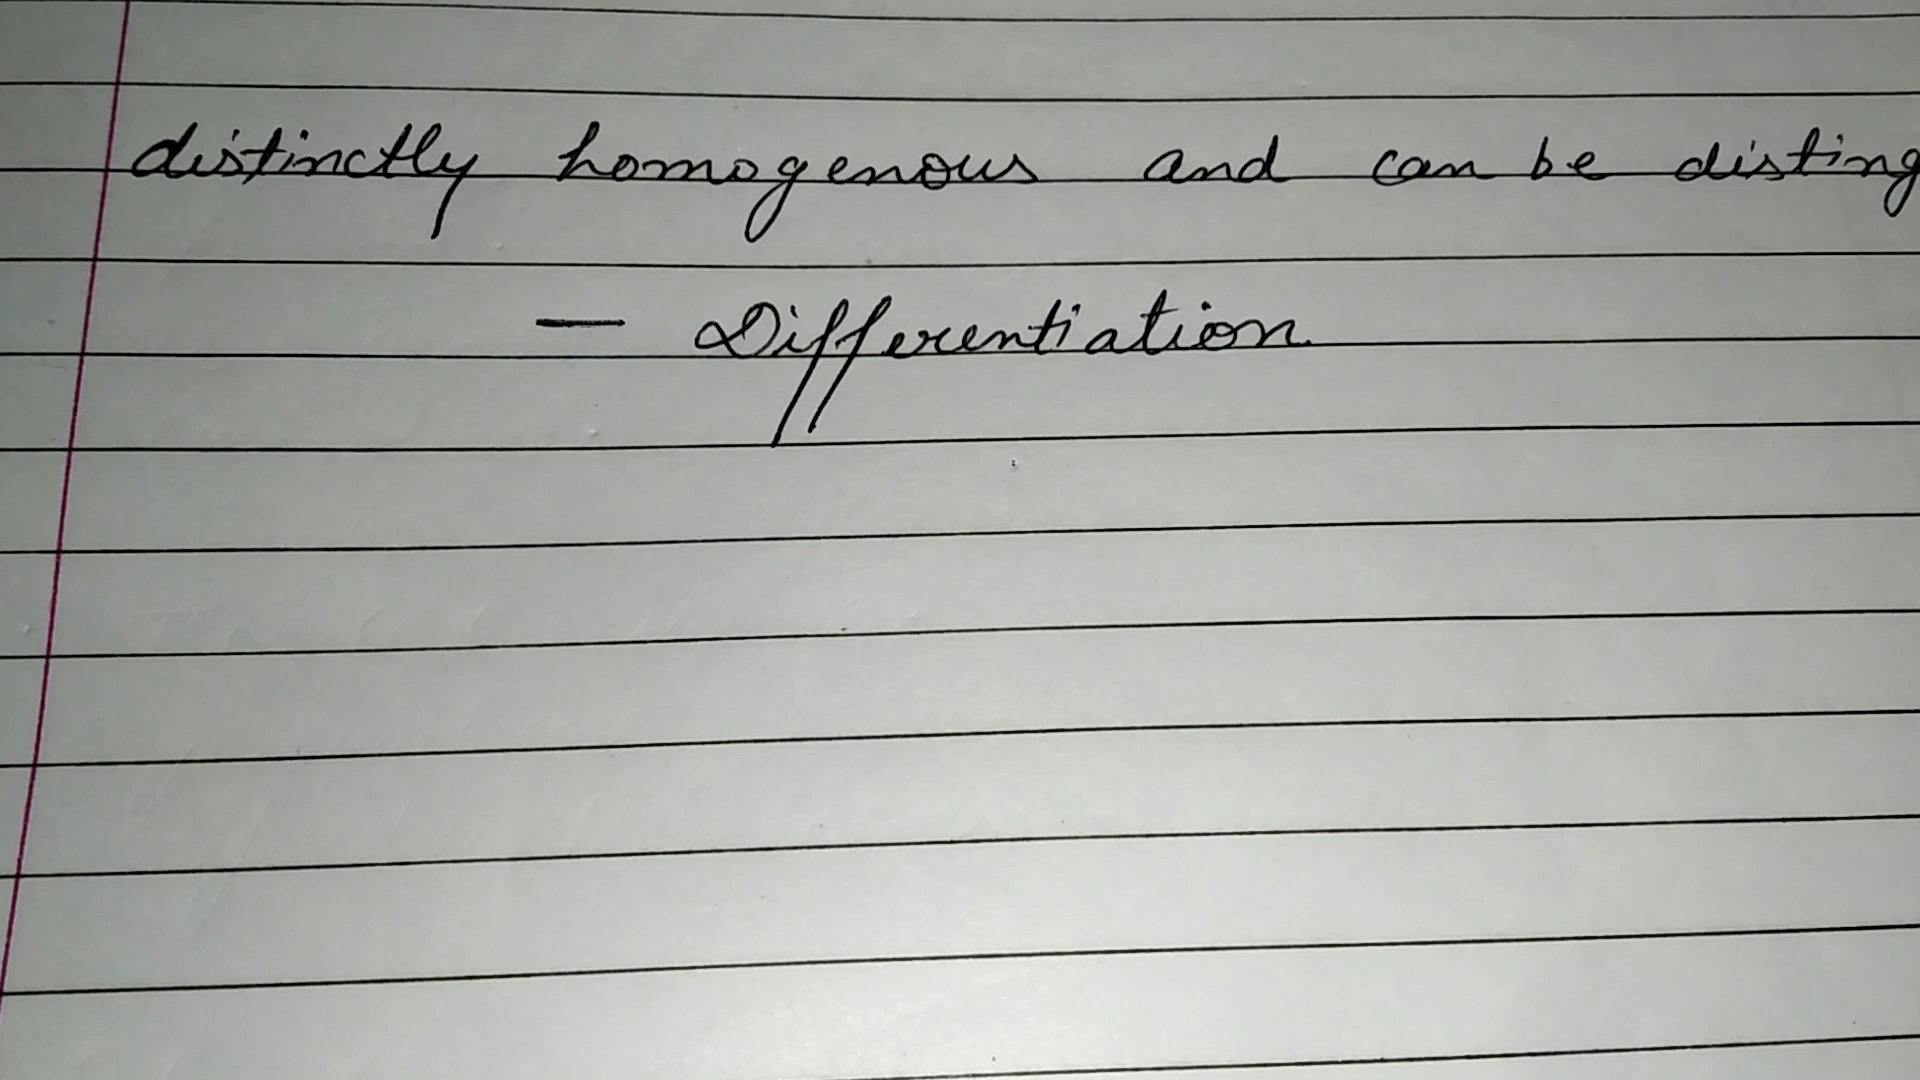 distinctly homogenous and can be disting
— Differentiation.